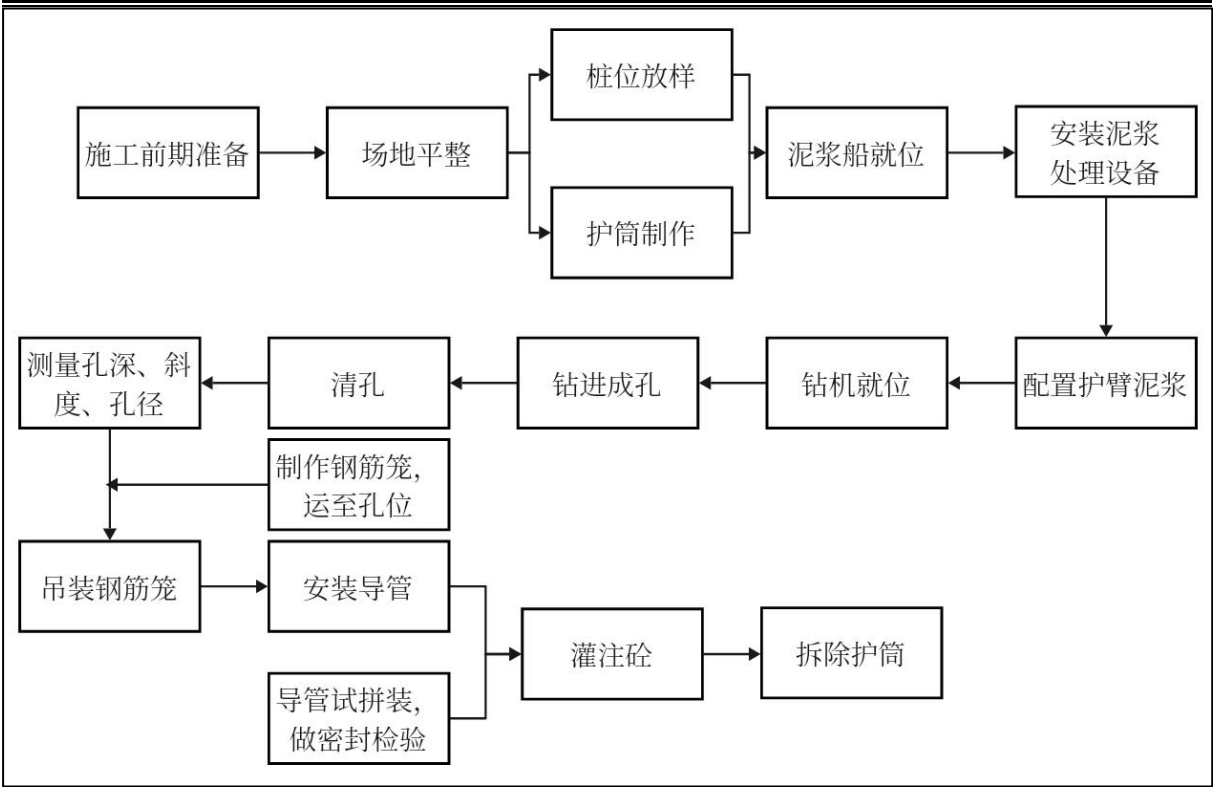 施工前期准备
场地平整
桩位放样
护筒制作
泥浆船就位
安装泥浆
处理设备
配置护臂泥浆
钻机就位
钻进成孔
清孔
测量孔深、斜
度、孔径
制作钢筋笼，
运至孔位
吊装钢筋笼
安装导管
导管试拼装，
做密封检验
灌注砼
拆除护筒